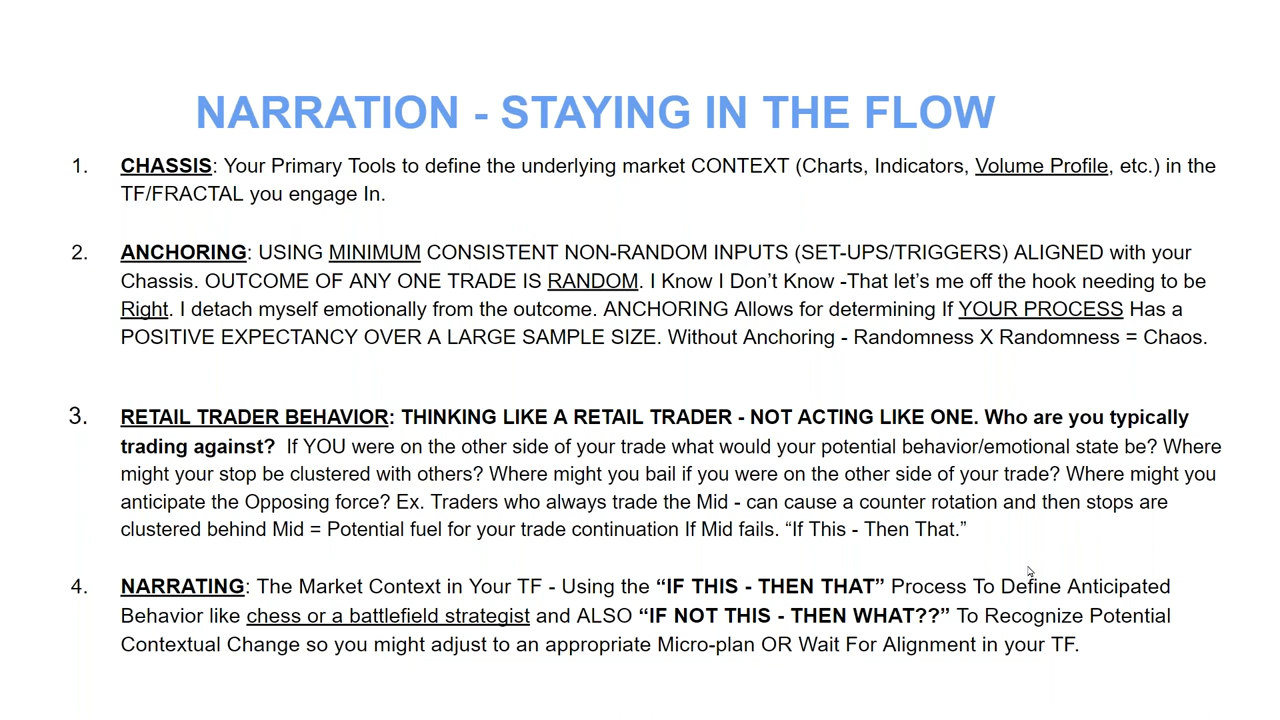 NARRATION - STAYING IN THE FLOW
1. CHASSIS: Your Primary Tools to define the underlying market CONTEXT (Charts, Indicators, Volume Profile, etc.) in the
TF/FRACTAL you engage In.
2. ANCHORING: USING MINIMUM CONSISTENT NON-RANDOM INPUTS (SET-UPS/TRIGGERS) ALIGNED with your
Chassis. OUTCOME OF ANY ONE TRADE IS RANDOM. I Know I Don’t Know -That let’s me off the hook needing to be
Right. I detach myself emotionally from the outcome. ANCHORING Allows for determining If YOUR PROCESS Has a
POSITIVE EXPECTANCY OVER A LARGE SAMPLE SIZE. Without Anchoring - Randomness X Randomness = Chaos.
3. RETAIL TRADER BEHAVIOR: THINKING LIKE A RETAIL TRADER - NOT ACTING LIKE ONE. Who are you typically
trading against? If YOU were on the other side of your trade what would your potential behavior/emotional state be? Where
might your stop be clustered with others? Where might you bail if you were on the other side of your trade? Where might you
anticipate the Opposing force? Ex. Traders who always trade the Mid - can cause a counter rotation and then stops are
clustered behind Mid = Potential fuel for your trade continuation If Mid fails. “If This - Then That.”
4. NARRATING: The Market Context in Your TF - Using the “IF THIS - THEN THAT” Process To Define Anticipated
Behavior like chess or a battlefield strategist and ALSO “IF NOT THIS - THEN WHAT??” To Recognize Potential
Contextual Change so you might adjust to an appropriate Micro-plan OR Wait For Alignment in your TF.